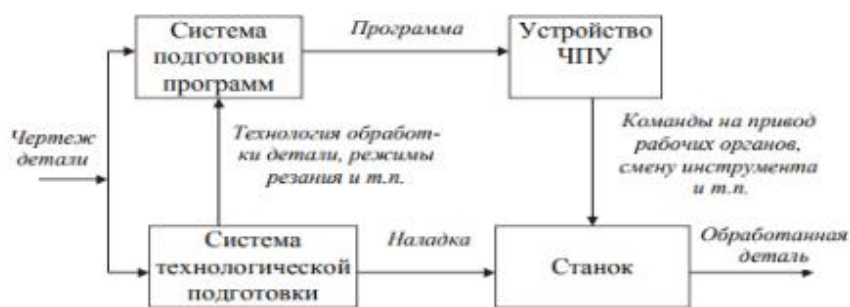 Система
подготовки
программ
Программа
Устройство
ЧПУ
Чертеж
детали
Технология обработ-
ки детали, режимы
резания и т.п.
Команды на привод
рабочих органов,
смену инструмента
и т.п.
Система
технологической
подготовки
Наладка
Станок
Обработанная
деталь